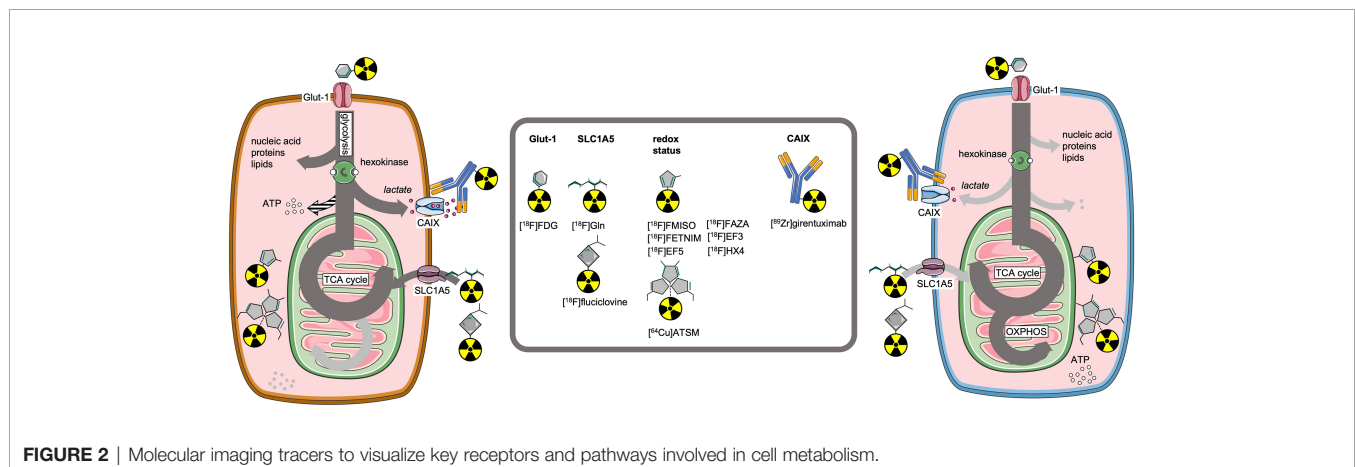 Glut-1
glycolysis
nucleic acid
proteins
lipids
hexokinase
lactate
ATP
CAIX
TCA cycle
SLC1A5
Glut-1
SLC1A5
redox
status
CAIX
[¹⁸F]FDG
[¹⁸F]Gln
[¹⁸F]fluciclovine
[¹⁸F]FMISO
[¹⁸F]FETNIM
[¹⁸F]EF5
[¹⁸F]FAZA
[¹⁸F]EF3
[¹⁸F]HX4
[⁶⁴Cu]ATSM
[⁸⁹Zr]girentuximab
Glut-1
nucleic acid
proteins
lipids
hexokinase
lactate
CAIX
TCA cycle
SLC1A5
OXPHOS
ATP
FIGURE 2 | Molecular imaging tracers to visualize key receptors and pathways involved in cell metabolism.